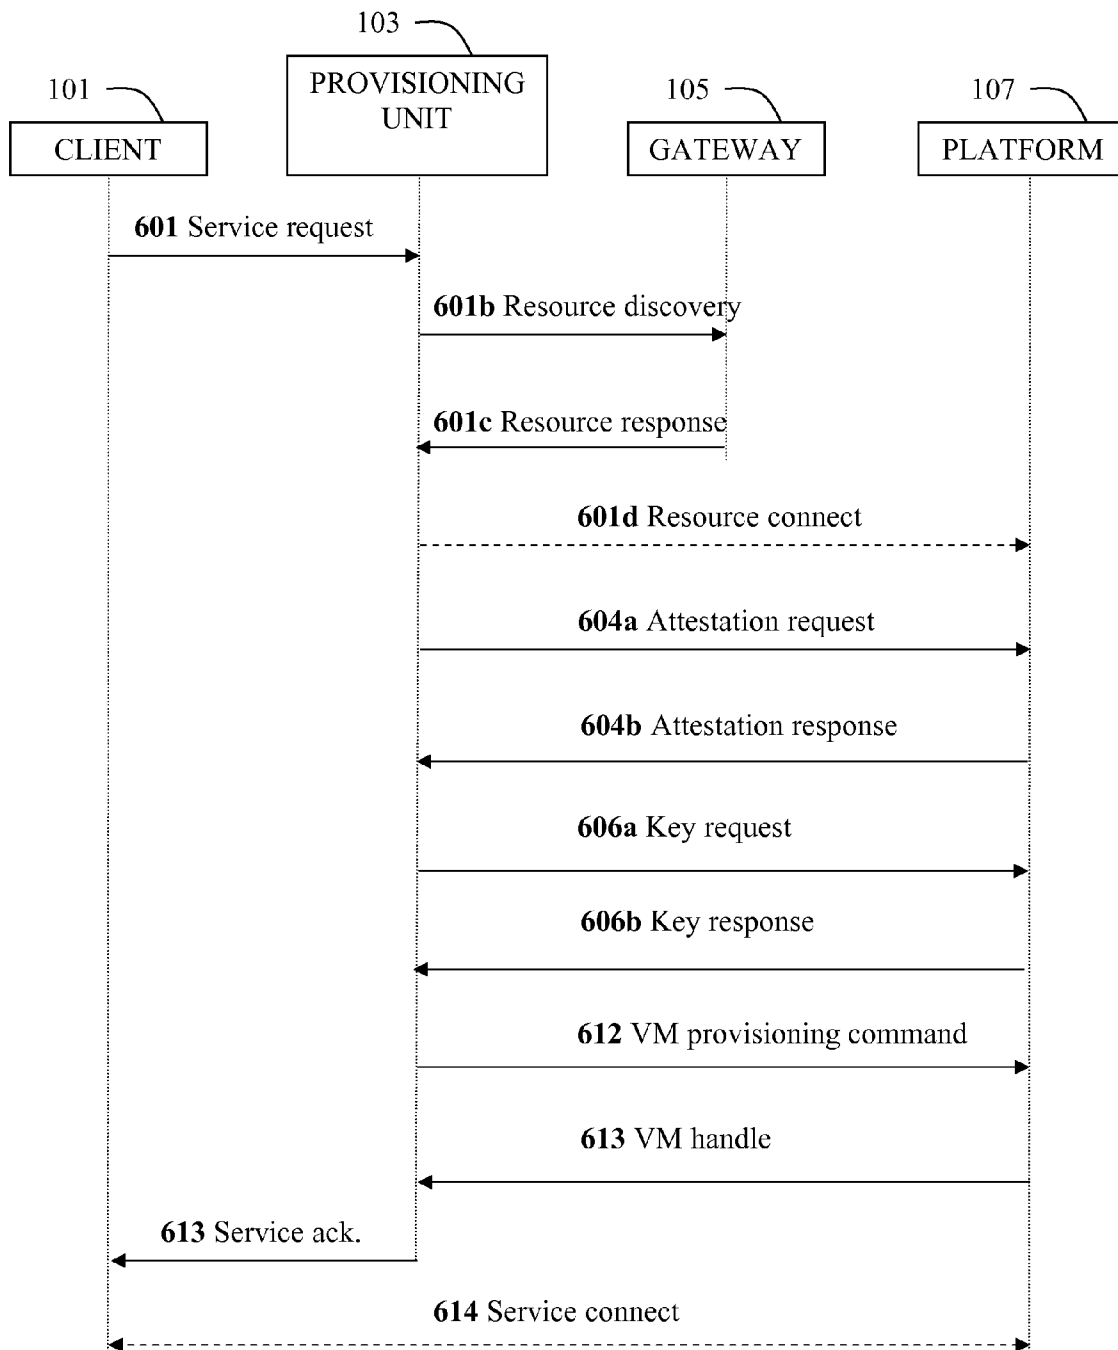 103
101
PROVISIONING
UNIT
105
107
CLIENT
GATEWAY
PLATFORM
601 Service request
601b Resource discovery
601c Resource response
601d Resource connect
604a Attestation request
604b Attestation response
606a Key request
606b Key response
612 VM provisioning command
613 VM handle
613 Service ack.
614 Service connect